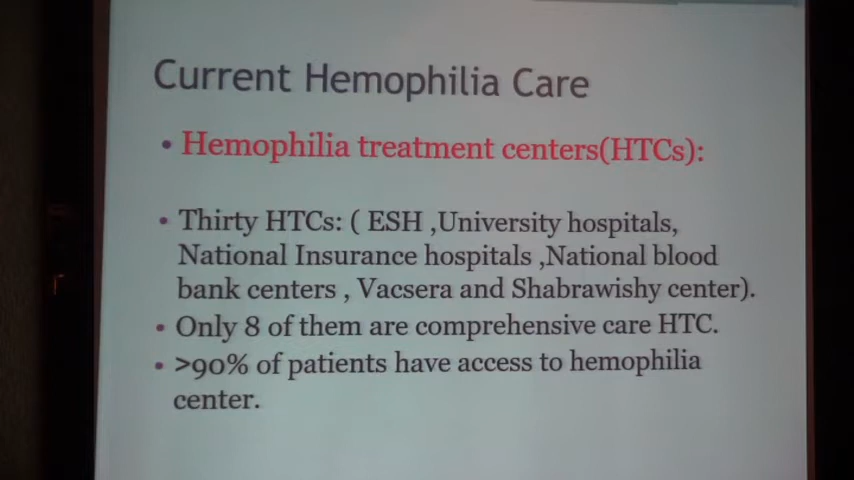 Current Hemophilia Care
• Hemophilia treatment centers(HTCs):
• Thirty HTCs: ( ESH ,University hospitals,
National Insurance hospitals ,National blood
bank centers , Vacsera and Shabrawishy center).
• Only 8 of them are comprehensive care HTC.
• >90% of patients have access to hemophilia
center.